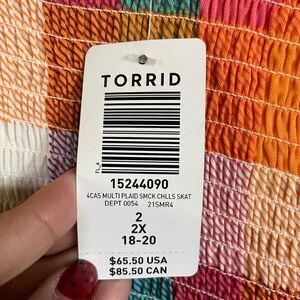 TORRID
FL_4
15244090
4CAS MULTI PLAID SMCK CHLLS SKAT
DEPT 0054 21SMR4
2
2X
18-20
$65.50 USA
$85.50 CAN